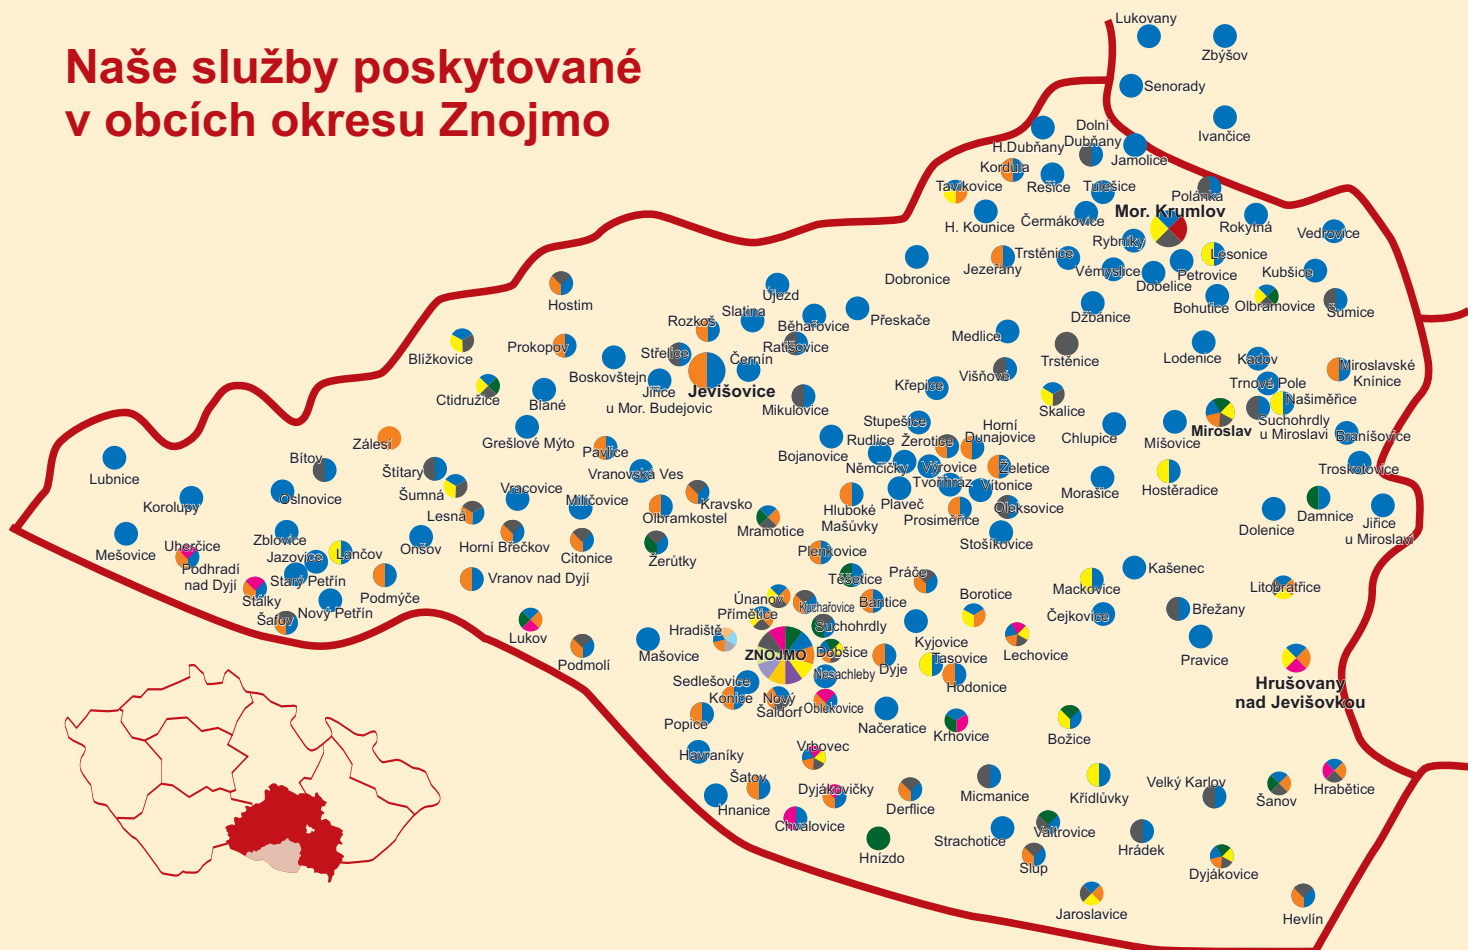 Naše služby poskytované
v obcích okresu Znojmo
Lukovany
Zbýšov
Senorady
Ivančice
Dolní
Dubňany
H.Dubňany
Jamolice
Kordula
Tavíkovice
Rešice
Tulešice
Polánka
Mor. Krumlov
H. Kounice
Čermákovice
Rokytná
Vedrovice
Rybníky
Lesonice
Dobronice
Jezeřany
Trstěnice
Vémyslice
Petrovice
Kubšice
Dobelice
Bohutice
Olbramovice
Šumice
Džbánice
Hostim
Újezd
Slatina
Běhařovice
Přeskače
Rozkoš
Medlice
Ratišovice
Blížkovice
Prokopov
Střelice
Černín
Boskovštejn
Trstěnice
Lodenice
Kadov
Miroslavské
Knínice
Višňové
Trnové Pole
Jevišovice
Jiřice
u Mor. Budejovic
Ctidružice
Blané
Mikulovice
Křepice
Skalice
Našiměřice
Suchohrdly
u Miroslavi
Miroslav
Stupešice
Horní
Dunajovice
Chlupice
Míšovice
Branišovice
Grešlové Mýto
Zálesí
Pavlice
Bojanovice
Rudlice
Žerotice
Troskotovice
Lubnice
Bítov
Štítary
Vranovská Ves
Němčičky
Výrovice
Želetice
Tvořihráz
Vítonice
Morašice
Hostěradice
Korolupy
Oslnovice
Šumná
Vracovice
Milíčovice
Olbramkostel
Kravsko
Hluboké
Mašůvky
Plaveč
Prosiměřice
Oleksovice
Dolenice
Damnice
Jiřice
u Miroslavi
Lesná
Mramotice
Mešovice
Uherčice
Zblovice
Jazovice
Lančov
Onšov
Horní Břečkov
Citonice
Žerůtky
Plenkovice
Stošíkovice
Podhradí
nad Dyjí
Starý Petřín
Vranov nad Dyjí
Těšetice
Práče
Kašenec
Mackovice
Litobratřice
Stálky
Nový Petřín
Podmýče
Únanov
Kuchařovice
Bantice
Borotice
Čejkovice
Břežany
Šafov
Přímětice
Suchohrdly
Lukov
Hradiště
Kyjovice
Lechovice
Pravice
Podmolí
Mašovice
ZNOJMO
Dobšice
Dyje
Tasovice
Hodonice
Nesachleby
Sedlešovice
Konice
Nový
Šaldorf
Oblekovice
Hrušovany
nad Jevišovkou
Popice
Načeratice
Krhovice
Božice
Havraníky
Vrbovec
Šatov
Dyjákovičky
Hnanice
Chvalovice
Derflice
Micmanice
Křídlůvky
Velký Karlov
Šanov
Hrabětice
Hnízdo
Strachotice
Valtrovice
Hrádek
Slup
Dyjákovice
Jaroslavice
Hevlín